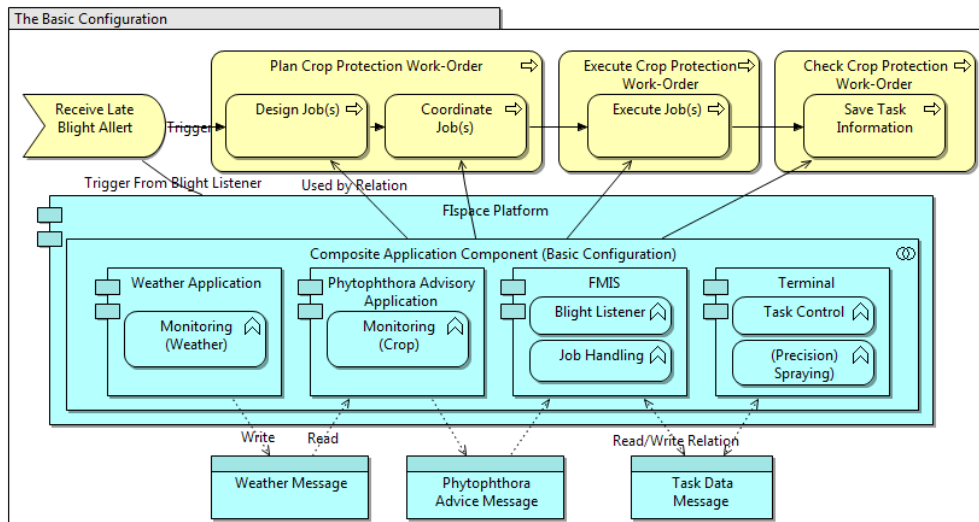 The Basic Configuration
Plan Crop Protection Work-Order
Execute Crop Protection
Work-Order
Check Crop Protection
Work-Order
Receive Late
Blight Allert
Trigger
Design Job(s)
Coordinate
Job(s)
Execute Job(s)
Save Task
Information
Trigger From Blight Listener
Used by Relation
FIspace Platform
Composite Application Component (Basic Configuration)
Weather Application
Monitoring
(Weather)
Phytophthora Advisory
Application
Monitoring
(Crop)
FMIS
Blight Listener
Job Handling
Terminal
Task Control
(Precision)
Spraying)
Write
Read
Read/Write Relation
Weather Message
Phytophthora
Advice Message
Task Data
Message